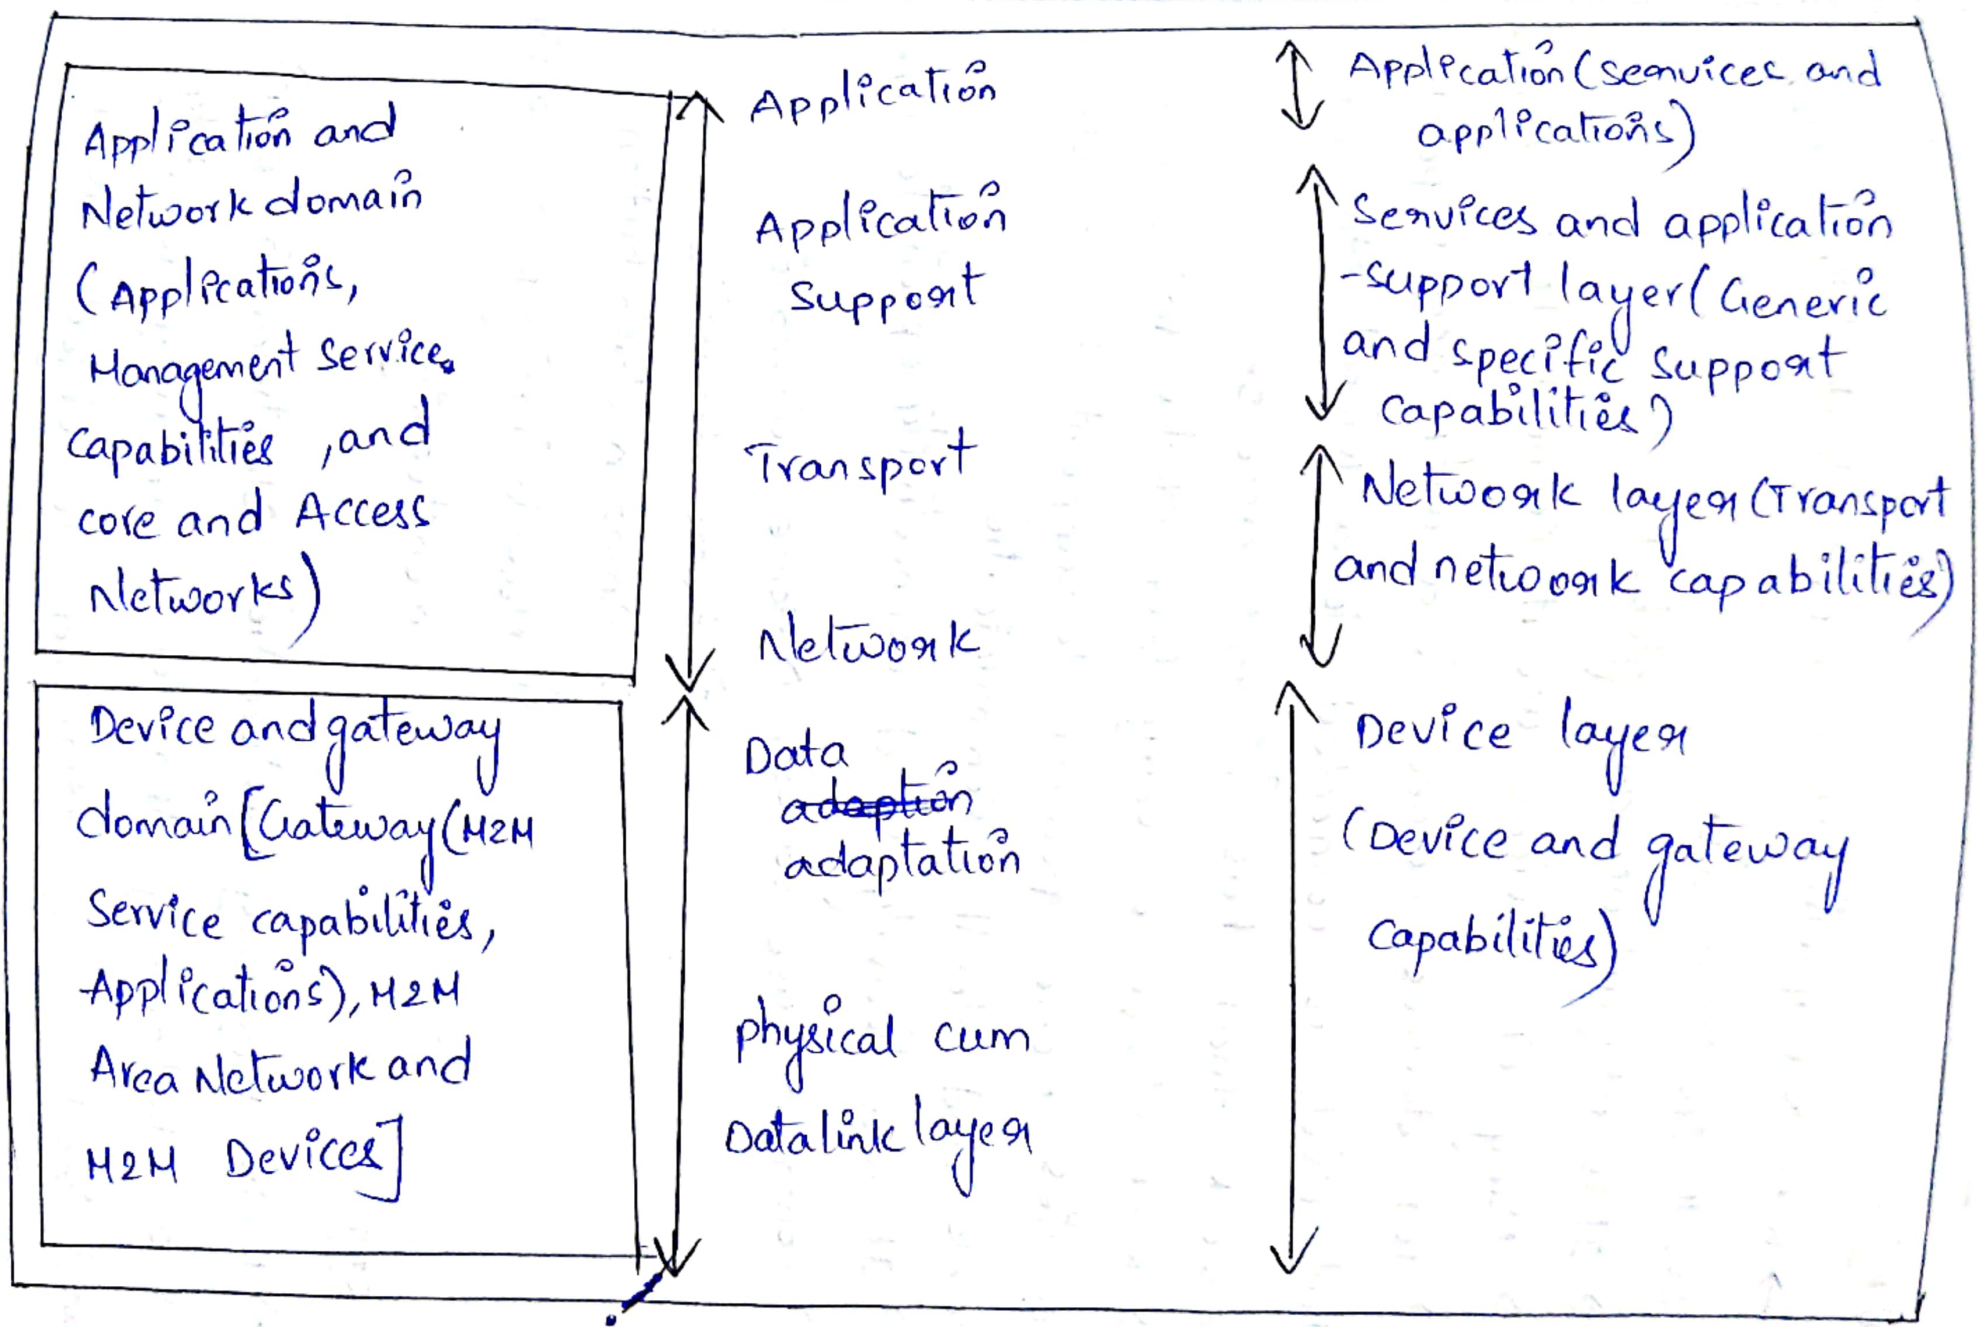 Application and
Network domain
(Applications,
Management Service
capabilities, and
core and Access
Networks)
Device and gateway
domain [Gateway (M2M
Service capabilities,
Applications), M2M
Area Network and
M2M Devices]
Application
Application
Support
Transport
Network
Data
adaption
adaptation
physical cum
Datalink layer
Application (services and
applications)
Services and application
-support layer (Generic
and specific support
capabilities)
Network layer (Transport
and network capabilities)
Device layer
(Device and gateway
capabilities)